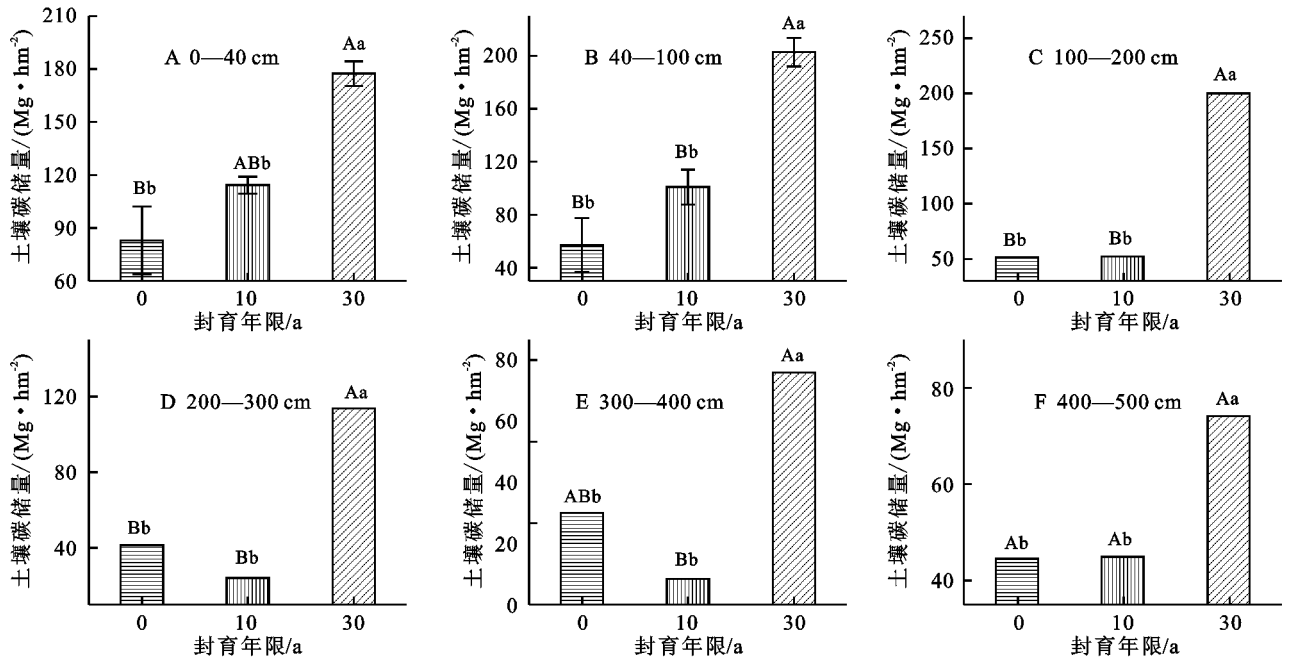 土壤碳储量/(Mg·hm-2)
210
180
150
120
90
60
A 0—40 cm
Bb
ABb
Aa
0
10
30
封育年限/a
土壤碳储量/(Mg·hm-2)
200
160
120
80
40
B 40—100 cm
Bb
Bb
Aa
0
10
30
封育年限/a
土壤碳储量/(Mg·hm-2)
250
200
150
100
50
C 100—200 cm
Bb
Bb
Aa
0
10
30
封育年限/a
土壤碳储量/(Mg·hm-2)
120
80
40
D 200—300 cm
Bb
Bb
Aa
0
10
30
封育年限/a
土壤碳储量/(Mg·hm-2)
80
60
40
20
0
E 300—400 cm
ABb
Bb
Aa
0
10
30
封育年限/a
土壤碳储量/(Mg·hm-2)
80
60
40
F 400—500 cm
Ab
Ab
Aa
0
10
30
封育年限/a